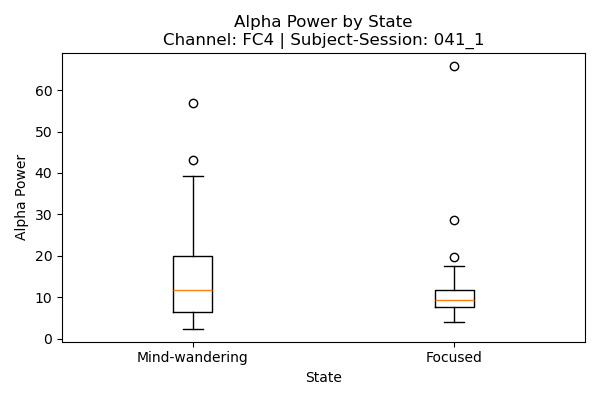 Alpha Power by State
Channel: FC4 | Subject-Session: 041_1
Alpha Power
60
50
40
30
20
10
0
Mind-wandering
Focused
State